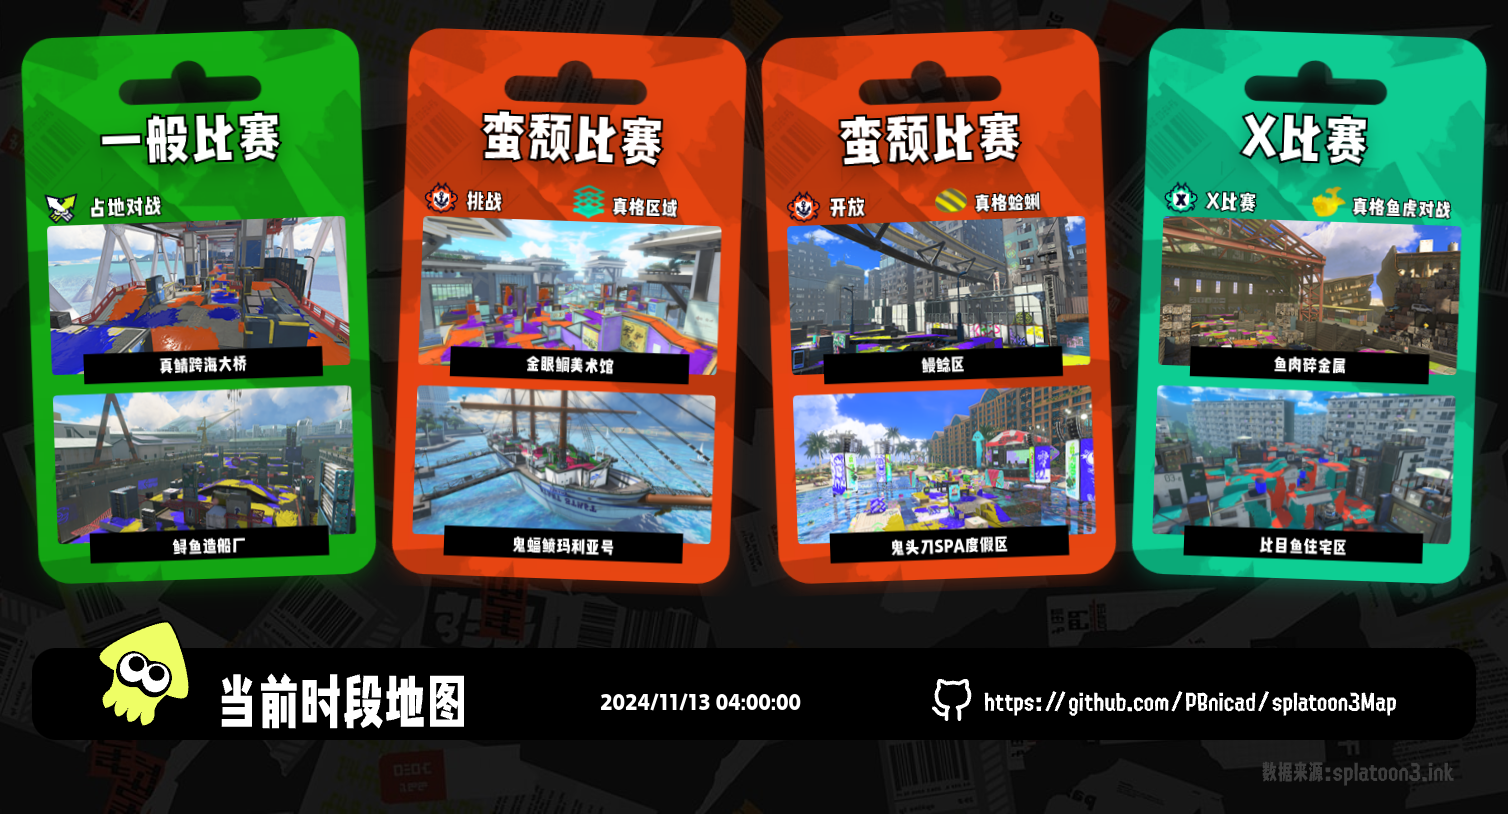 一般比赛
占地对战
真鲭跨海大桥
鲟鱼造船厂
蛮颓比赛
挑战
真格区域
金眼鲷美术馆
鬼蝠鲼玛利亚号
蛮颓比赛
开放
真格蛤蜊
鳗鲶区
鬼头刀SPA度假区
X比赛
X比赛
真格鱼虎对战
鱼肉碎金属
比目鱼住宅区
当前时段地图
2024/11/13 04:00:00
https://github.com/PBnicad/splatoon3Map
数据来源:splatoon3.ink